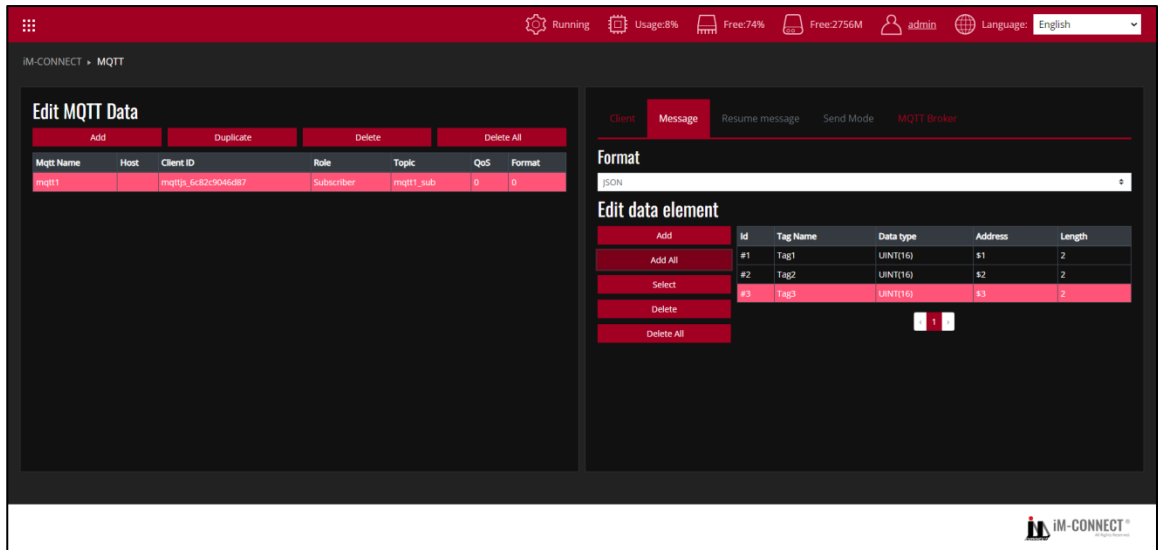 Running Usage:8% Free:74% Free:2756M admin Language: English
iM-CONNECT ▸ MQTT
Edit MQTT Data
Add Duplicate Delete Delete All
Mqtt Name Host Client ID Role Topic QoS Format
mqtt1 mqttjs_6c82c9046d87 Subscriber mqtt1_sub 0 0
Client Message Resume message Send Mode MQTT Broker
Format
JSON
Edit data element
Add
Add All
Select
Delete
Delete All
Id Tag Name Data type Address Length
#1 Tag1 UINT(16) $1 2
#2 Tag2 UINT(16) $2 2
#3 Tag3 UINT(16) $3 2
‹ 1 ›
iM-CONNECT®
All Rights Reserved.